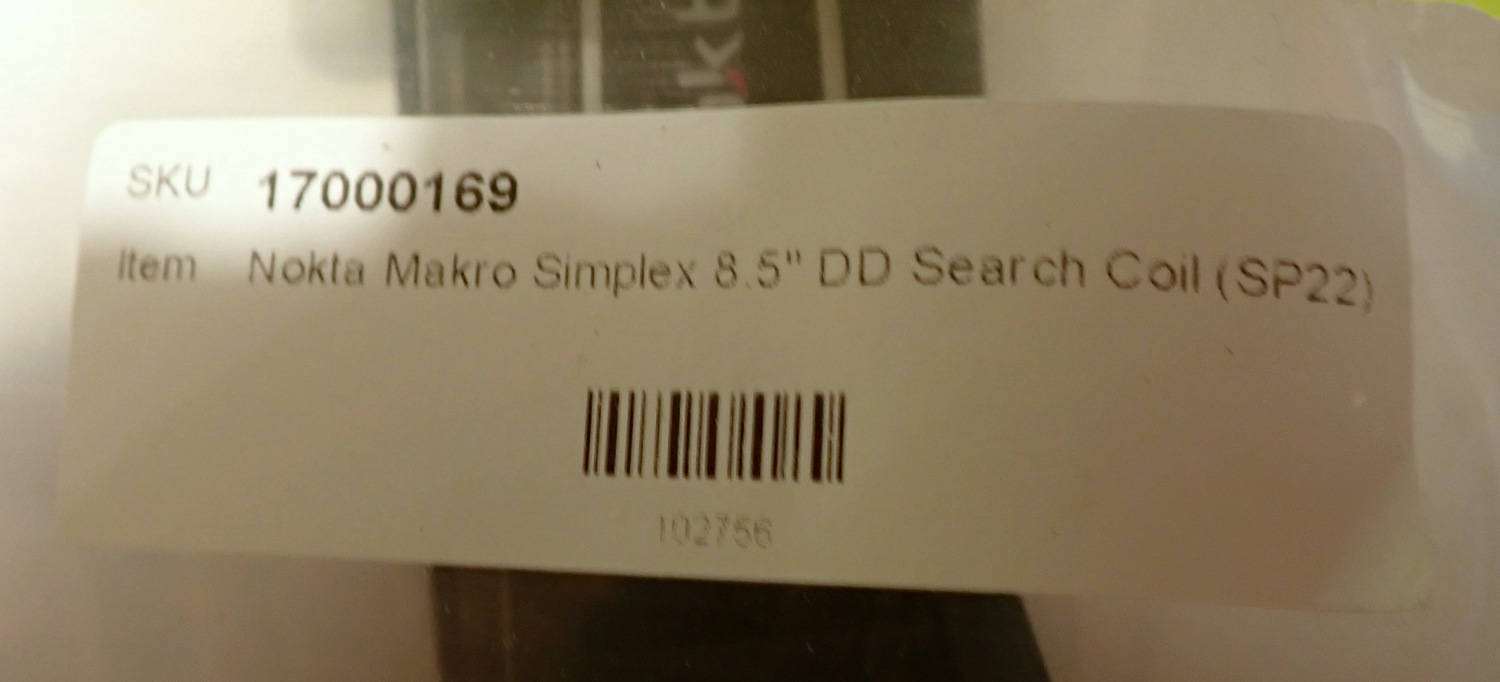 SKU 17000169
Item Nokta Makro Simplex 8.5" DD Search Coil (SP22)
102756